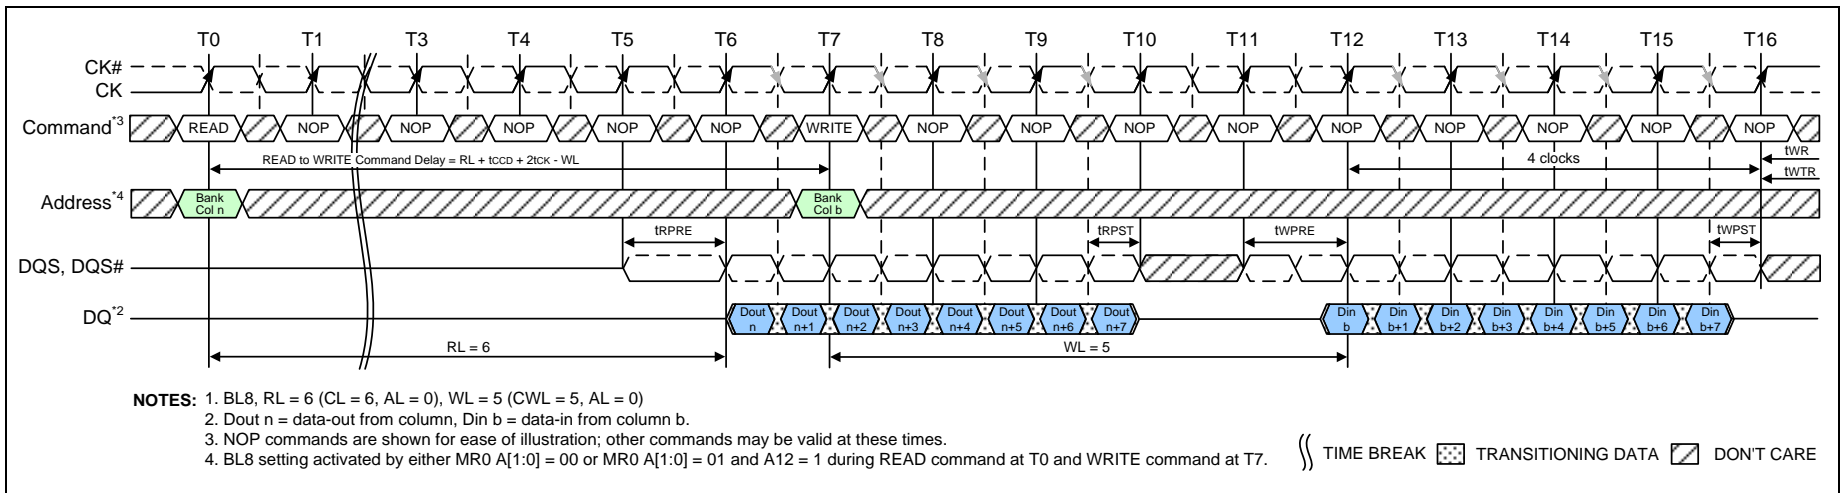 T0 T1 T3 T4 T5 T6 T7 T8 T9 T10 T11 T12 T13 T14 T15 T16
CK#
CK
Command*3 READ NOP NOP NOP NOP NOP WRITE NOP NOP NOP NOP NOP NOP NOP NOP NOP
READ to WRITE Command Delay = RL + tCCD + 2tCK - WL
4 clocks
tWR
tWTR
Address*4
Bank
Col n
Bank
Col b
tRPRE tRPST tWPRE tWPST
DQS, DQS#
DQ*2
Dout
n
Dout
n+1
Dout
n+2
Dout
n+3
Dout
n+4
Dout
n+5
Dout
n+6
Dout
n+7
Din
b
Din
b+1
Din
b+2
Din
b+3
Din
b+4
Din
b+5
Din
b+6
Din
b+7
RL = 6
WL = 5
NOTES: 1. BL8, RL = 6 (CL = 6, AL = 0), WL = 5 (CWL = 5, AL = 0)
2. Dout n = data-out from column, Din b = data-in from column b.
3. NOP commands are shown for ease of illustration; other commands may be valid at these times.
4. BL8 setting activated by either MR0 A[1:0] = 00 or MR0 A[1:0] = 01 and A12 = 1 during READ command at T0 and WRITE command at T7.
TIME BREAK TRANSITIONING DATA DON'T CARE